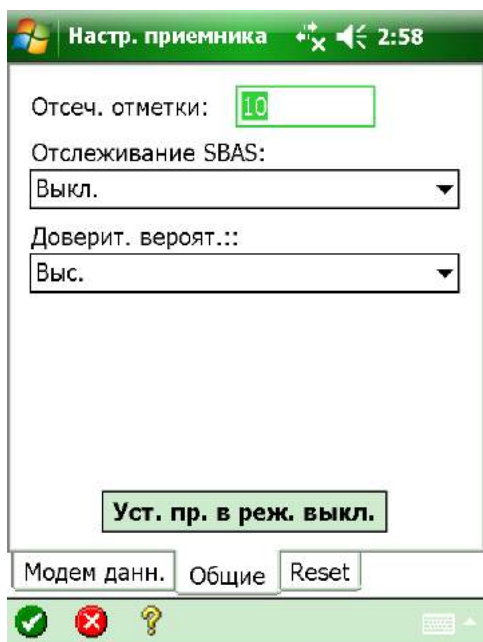 Настр. приемника 2:58
Отсеч. отметки: 10
Отслеживание SBAS:
Выкл.
Доверит. вероят.::
Выс.
Уст. пр. в реж. выкл.
Модем данн. Общие Reset